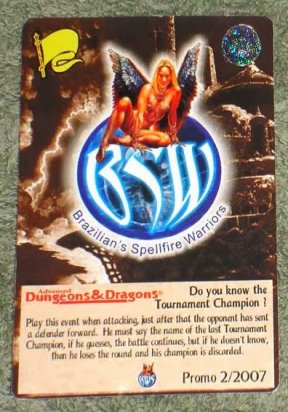 BSW
Brazilian's Spellfire Warriors
Advanced
Dungeons & Dragons®
Do you know the
Tournament Champion ?
Play this event when attacking, just after that the opponent has sent
a defender forward. He must say the name of the last Tournament
Champion, if he guesses, the battle continues, but if he doesn't know,
then he loses the round and his champion is discarded.
BSW
Promo 2/2007